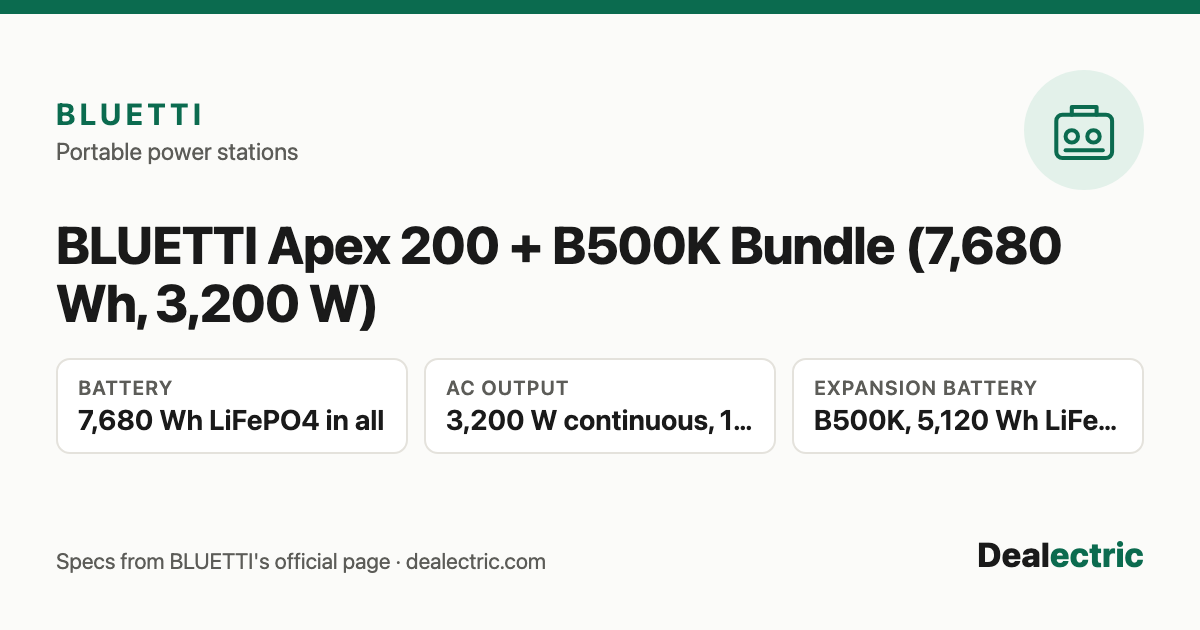 BLUETTI
Portable power stations
BLUETTI Apex 200 + B500K Bundle (7,680
Wh, 3,200 W)
BATTERY
7,680 Wh LiFePO4 in all
AC OUTPUT
3,200 W continuous, 1...
EXPANSION BATTERY
B500K, 5,120 Wh LiFe...
Specs from BLUETTI's official page · dealectric.com
Dealectric